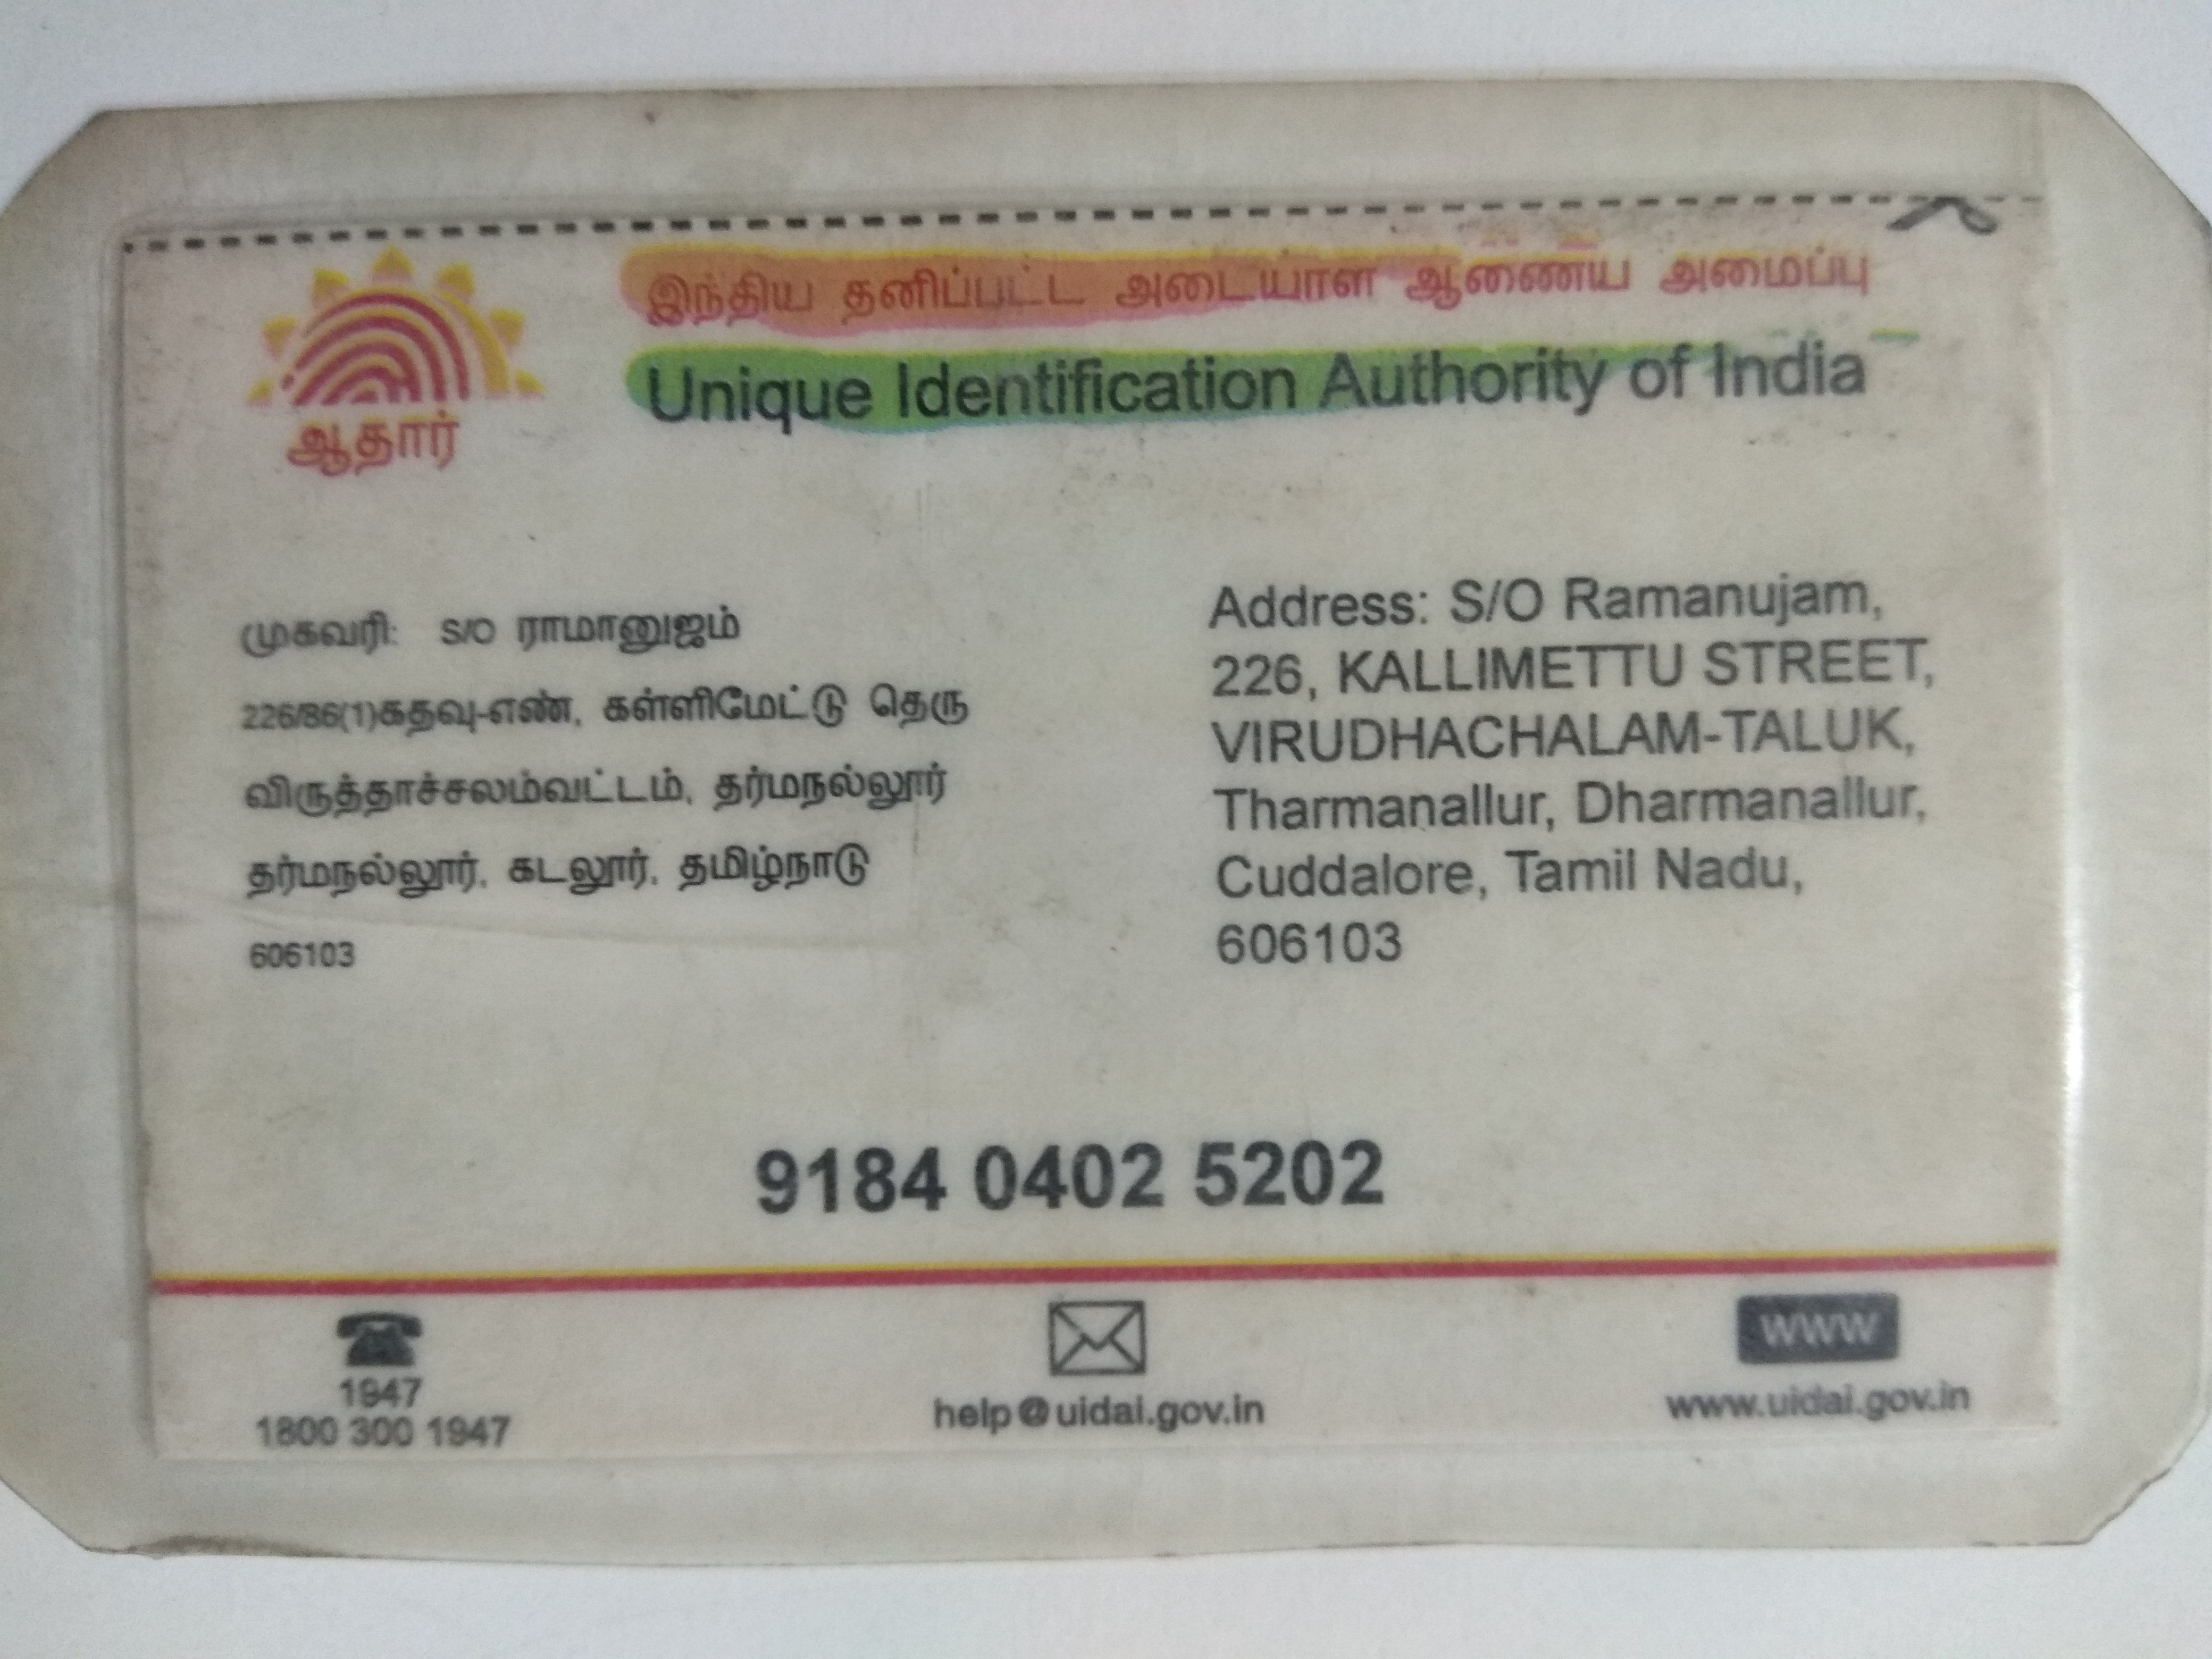 இந்திய தனிப்பட்ட அடையாள ஆணைய அமைப்பு
Unique Identification Authority of India
ஆதார்
முகவரி: S/O ராமானுஜம்
226/86(1)கதவு-எண், கள்ளிமேட்டு தெரு
விருத்தாச்சலம்வட்டம், தர்மநல்லூர்
தர்மநல்லூர், கடலூர், தமிழ்நாடு
606103
Address: S/O Ramanujam,
226, KALLIMETTU STREET,
VIRUDHACHALAM-TALUK,
Tharmanallur, Dharmanallur,
Cuddalore, Tamil Nadu,
606103
9184 0402 5202
1947
1800 300 1947
help@uidai.gov.in
www
www.uidai.gov.in